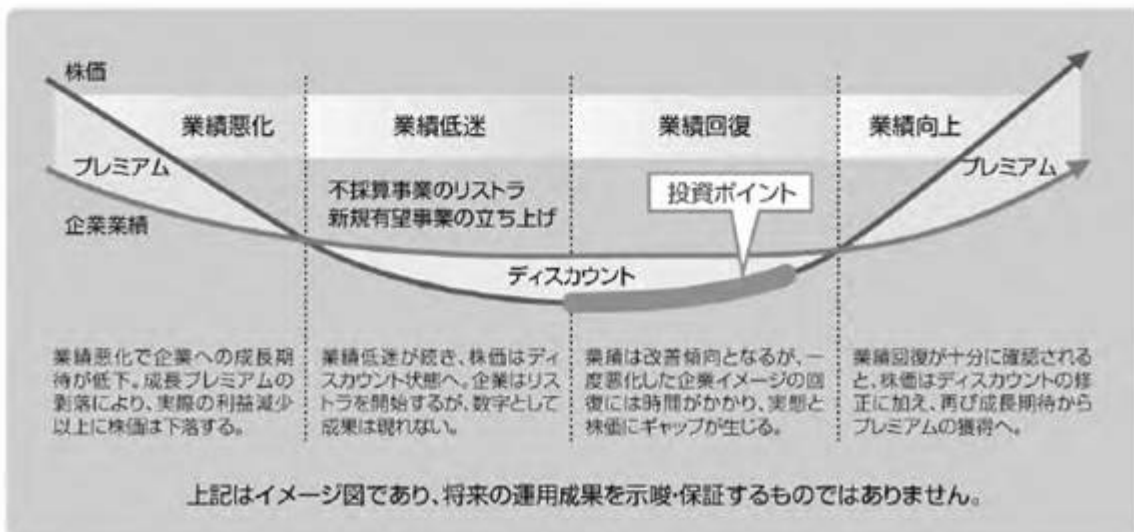 株価
業績悪化
業績低迷
業績回復
業績向上
プレミアム
企業業績
不採算事業のリストラ
新規有望事業の立ち上げ
投資ポイント
プレミアム
ディスカウント
業績悪化で企業への成長期
待が低下。成長プレミアムの
剥落により、実際の利益減少
以上に株価は下落する。
業績低迷が続き、株価はディ
スカウント状態へ。企業はリス
トラを開始するが、数字として
成果は現れない。
業績は改善傾向となるが、一
度悪化した企業イメージの回
復には時間がかかり、実態と
株価にギャップが生じる。
業績回復が十分に確認される
と、株価はディスカウントの修
正に加え、再び成長期待から
プレミアムの獲得へ。
上記はイメージ図であり、将来の運用成果を示唆・保証するものではありません。